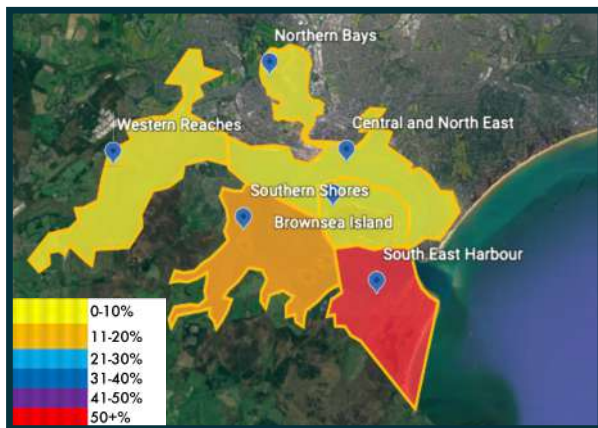 Northern Bays
Western Reaches
Central and North East
Southern Shores
Brownsea Island
South East Harbour
0-10%
11-20%
21-30%
31-40%
41-50%
50+%